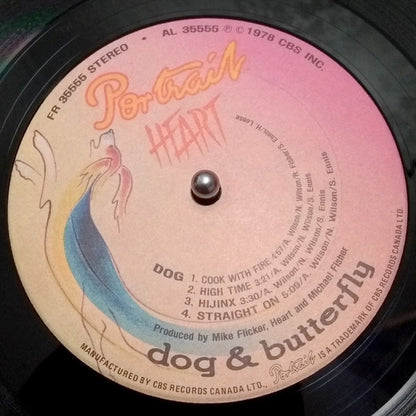 FR 35555 STEREO • AL 35555 Ⓟ © 1978 CBS INC.
Portrait
HEART
DOG
1. COOK WITH FIRE 4:57/A. Wilson/N. Wilson/R. Fisher/S. Ennis/H. Leese
2. HIGH TIME 3:21/A. Wilson/N. Wilson/S. Ennis
3. HIJINX 3:30/A. Wilson/N. Wilson/S. Ennis
4. STRAIGHT ON 5:09/A. Wilson/N. Wilson/S. Ennis
Produced by Mike Flicker, Heart and Michael Fisher
dog & butterfly
MANUFACTURED BY CBS RECORDS CANADA LTD., Portrait IS A TRADEMARK OF CBS RECORDS CANADA LTD.